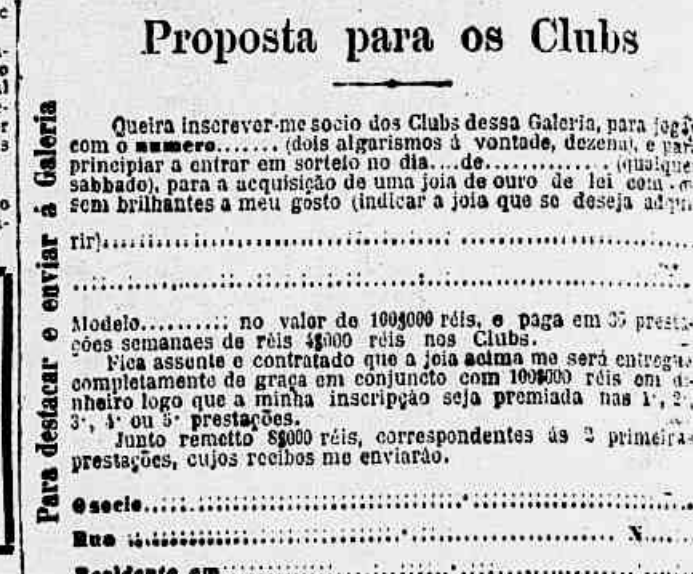 Proposta para os Clubs
Para destacar e enviar á Galeria
Queira inscrever-me socio dos Clubs dessa Galeria, para
com o numero....... (dois algarismos á vontade, dezena), e
principiar a entrar em sorteio no dia....de............ (qualquer
sabbado), para a acquisição de uma joia de ouro de lei com
sem brilhantes a meu gosto (indicar a joia que se deseja
rir)
Modelo.......... no valor de 100$000 réis, e paga em
ções semanaes de réis 4$000 réis nos Clubs.
Fica assente e contratado que a joia acima me será
completamente de graça em conjuncto com 100$000 réis em
nheiro logo que a minha inscripção seja premiada nas 1ª, 2ª,
3ª, 4ª ou 5ª prestações.
Junto remetto 8$000 réis, correspondentes ás 2 primeiras
prestações, cujos recibos me enviarão.
O socio
Rua
Residente em